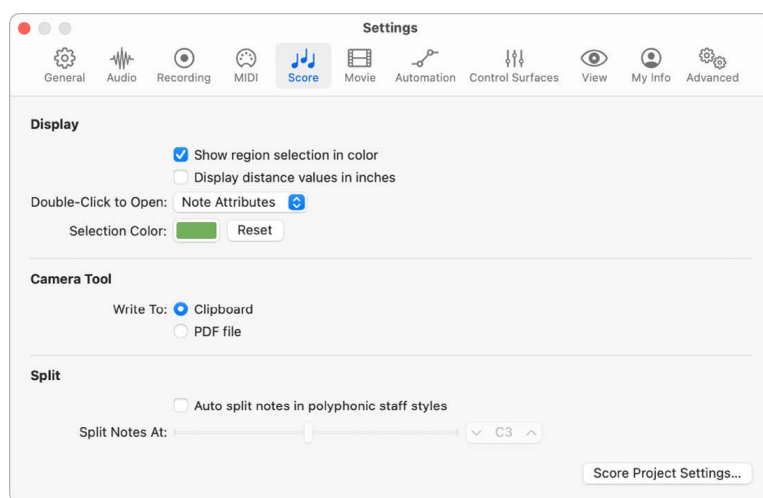 Settings
General Audio Recording MIDI Score Movie Automation Control Surfaces View My Info Advanced
Display
Show region selection in color
Display distance values in inches
Double-Click to Open: Note Attributes
Selection Color: Reset
Camera Tool
Write To: Clipboard
PDF file
Split
Auto split notes in polyphonic staff styles
Split Notes At: C3
Score Project Settings...